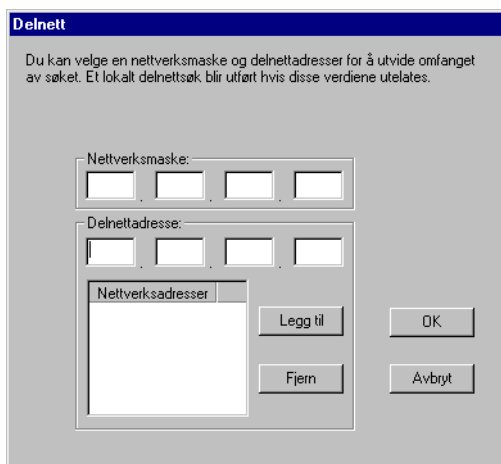 Delnett
Du kan velge en nettverksmaske og delnettadresser for å utvide omfanget
av søket. Et lokalt delnettsøk blir utført hvis disse verdiene utelates.
Nettverksmaske:
. . .
Delnettadresse:
. . .
Nettverksadresser
Legg til
OK
Fjern
Avbryt